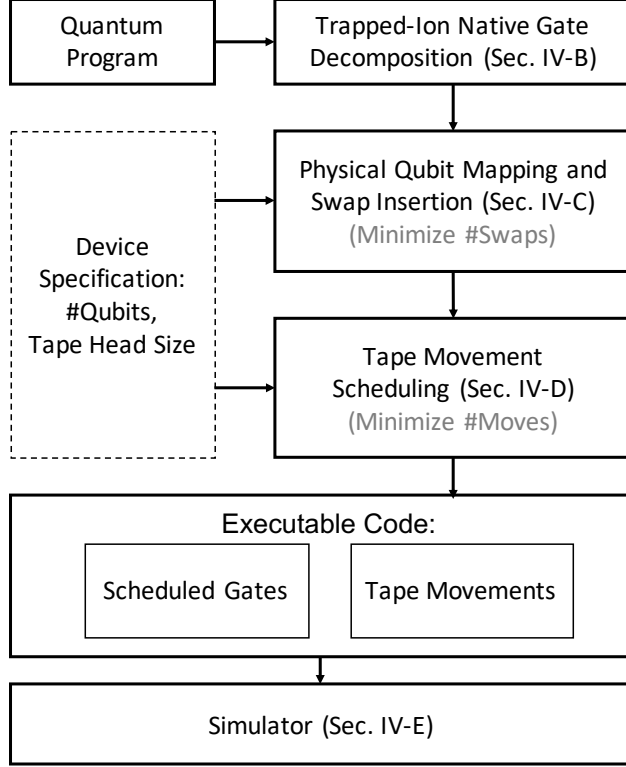 Quantum
Program
Trapped-Ion Native Gate
Decomposition (Sec. IV-B)
Physical Qubit Mapping and
Swap Insertion (Sec. IV-C)
(Minimize #Swaps)
Device
Specification:
#Qubits,
Tape Head Size
Tape Movement
Scheduling (Sec. IV-D)
(Minimize #Moves)
Executable Code:
Scheduled Gates
Tape Movements
Simulator (Sec. IV-E)